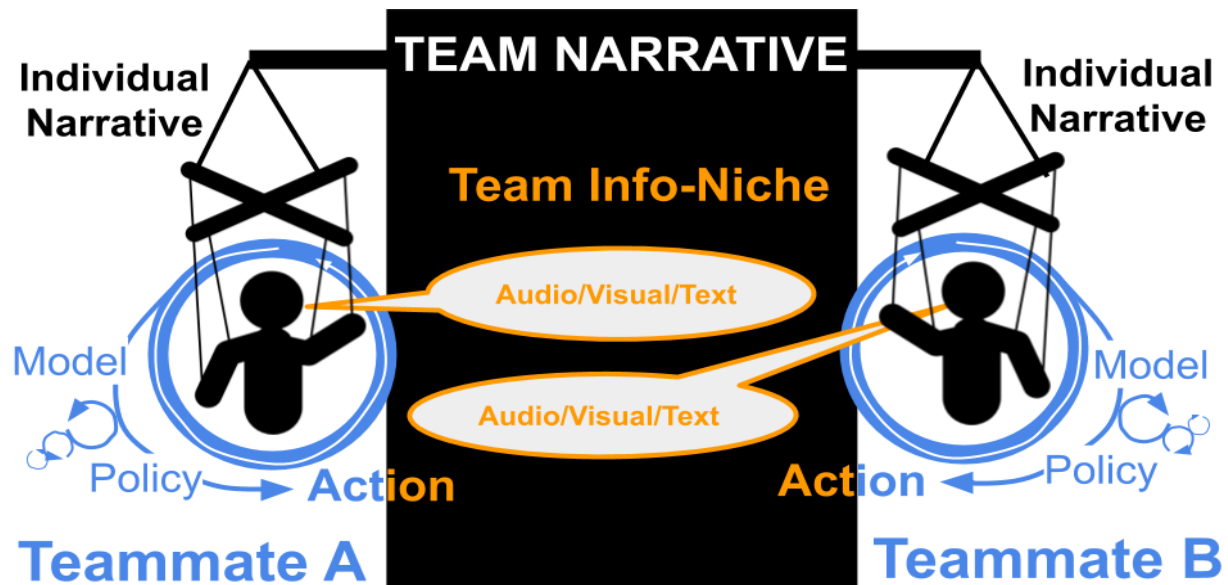 TEAM NARRATIVE
Individual
Narrative
Individual
Narrative
Team Info-Niche
Audio/Visual/Text
Audio/Visual/Text
Model
Policy
Action
Model
Policy
Action
Teammate A
Teammate B